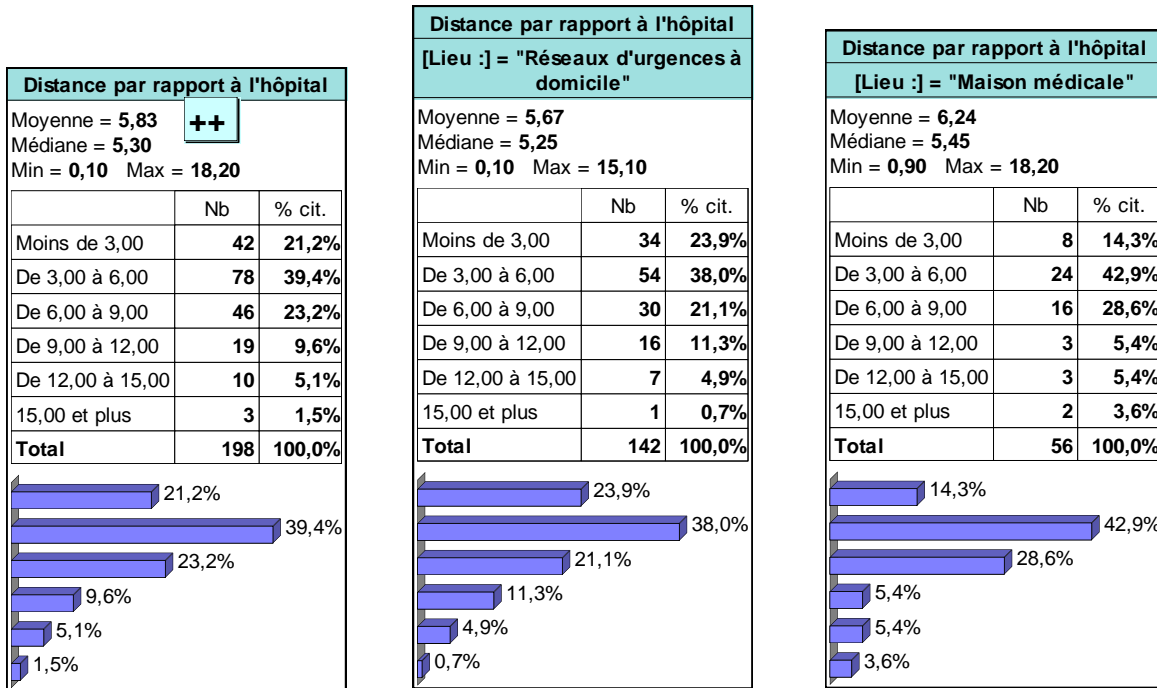 Distance par rapport à l'hôpital
++
Moyenne = 5,83
Médiane = 5,30
Min = 0,10 Max = 18,20
Nb % cit.
Moins de 3,00 42 21,2%
De 3,00 à 6,00 78 39,4%
De 6,00 à 9,00 46 23,2%
De 9,00 à 12,00 19 9,6%
De 12,00 à 15,00 10 5,1%
15,00 et plus 3 1,5%
Total 198 100,0%
21,2%
39,4%
23,2%
9,6%
5,1%
1,5%
Distance par rapport à l'hôpital
[Lieu :] = "Réseaux d'urgences à
domicile"
Moyenne = 5,67
Médiane = 5,25
Min = 0,10 Max = 15,10
Nb % cit.
Moins de 3,00 34 23,9%
De 3,00 à 6,00 54 38,0%
De 6,00 à 9,00 30 21,1%
De 9,00 à 12,00 16 11,3%
De 12,00 à 15,00 7 4,9%
15,00 et plus 1 0,7%
Total 142 100,0%
23,9%
38,0%
21,1%
11,3%
4,9%
0,7%
Distance par rapport à l'hôpital
[Lieu :] = "Maison médicale"
Moyenne = 6,24
Médiane = 5,45
Min = 0,90 Max = 18,20
Nb % cit.
Moins de 3,00 8 14,3%
De 3,00 à 6,00 24 42,9%
De 6,00 à 9,00 16 28,6%
De 9,00 à 12,00 3 5,4%
De 12,00 à 15,00 3 5,4%
15,00 et plus 2 3,6%
Total 56 100,0%
14,3%
42,9%
28,6%
5,4%
5,4%
3,6%